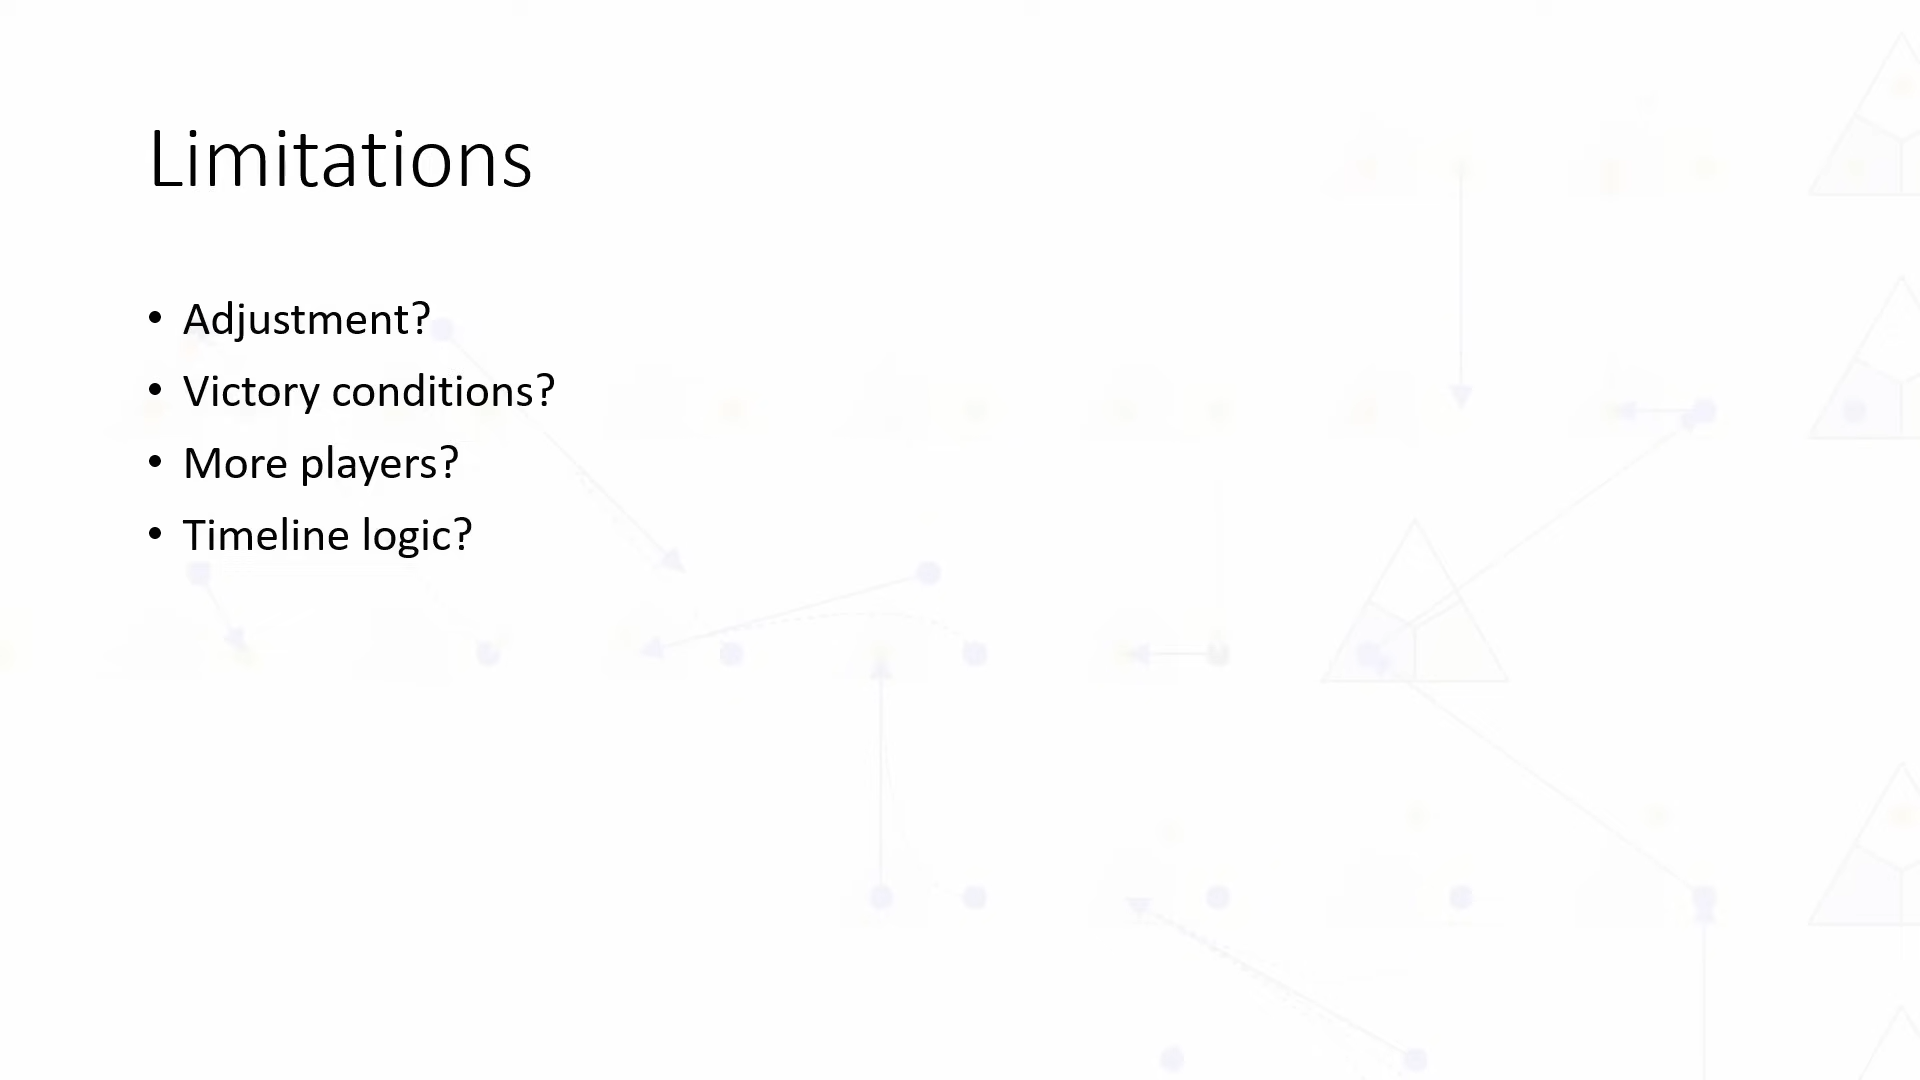 Limitations
• Adjustment?
• Victory conditions?
• More players?
• Timeline logic?